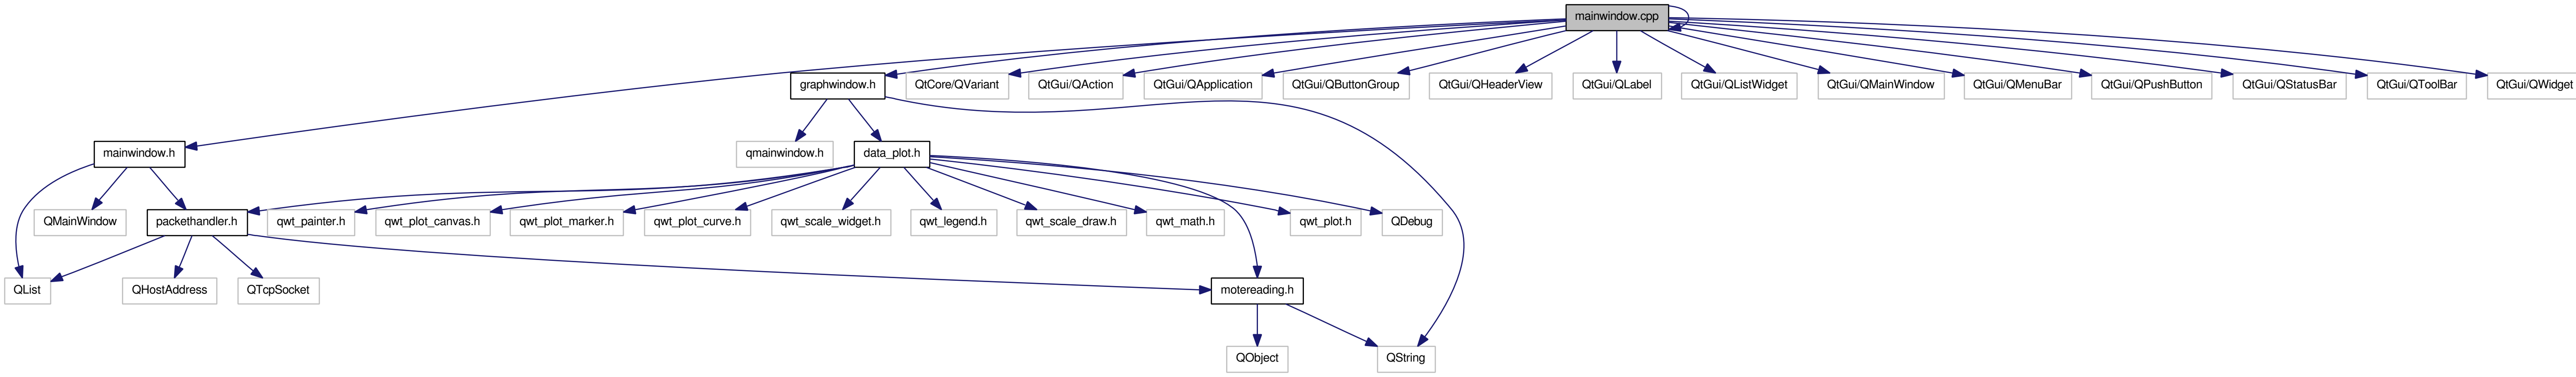 mainwindow.cpp
graphwindow.h
QtCore/QVariant
QtGui/QAction
QtGui/QApplication
QtGui/QButtonGroup
QtGui/QHeaderView
QtGui/QLabel
QtGui/QListWidget
QtGui/QMainWindow
QtGui/QMenuBar
QtGui/QPushButton
QtGui/QStatusBar
QtGui/QToolBar
QtGui/QWidget
mainwindow.h
qmainwindow.h
data_plot.h
QMainWindow
packethandler.h
qwt_painter.h
qwt_plot_canvas.h
qwt_plot_marker.h
qwt_plot_curve.h
qwt_scale_widget.h
qwt_legend.h
qwt_scale_draw.h
qwt_math.h
qwt_plot.h
QDebug
QList
QHostAddress
QTcpSocket
motereading.h
QObject
QString